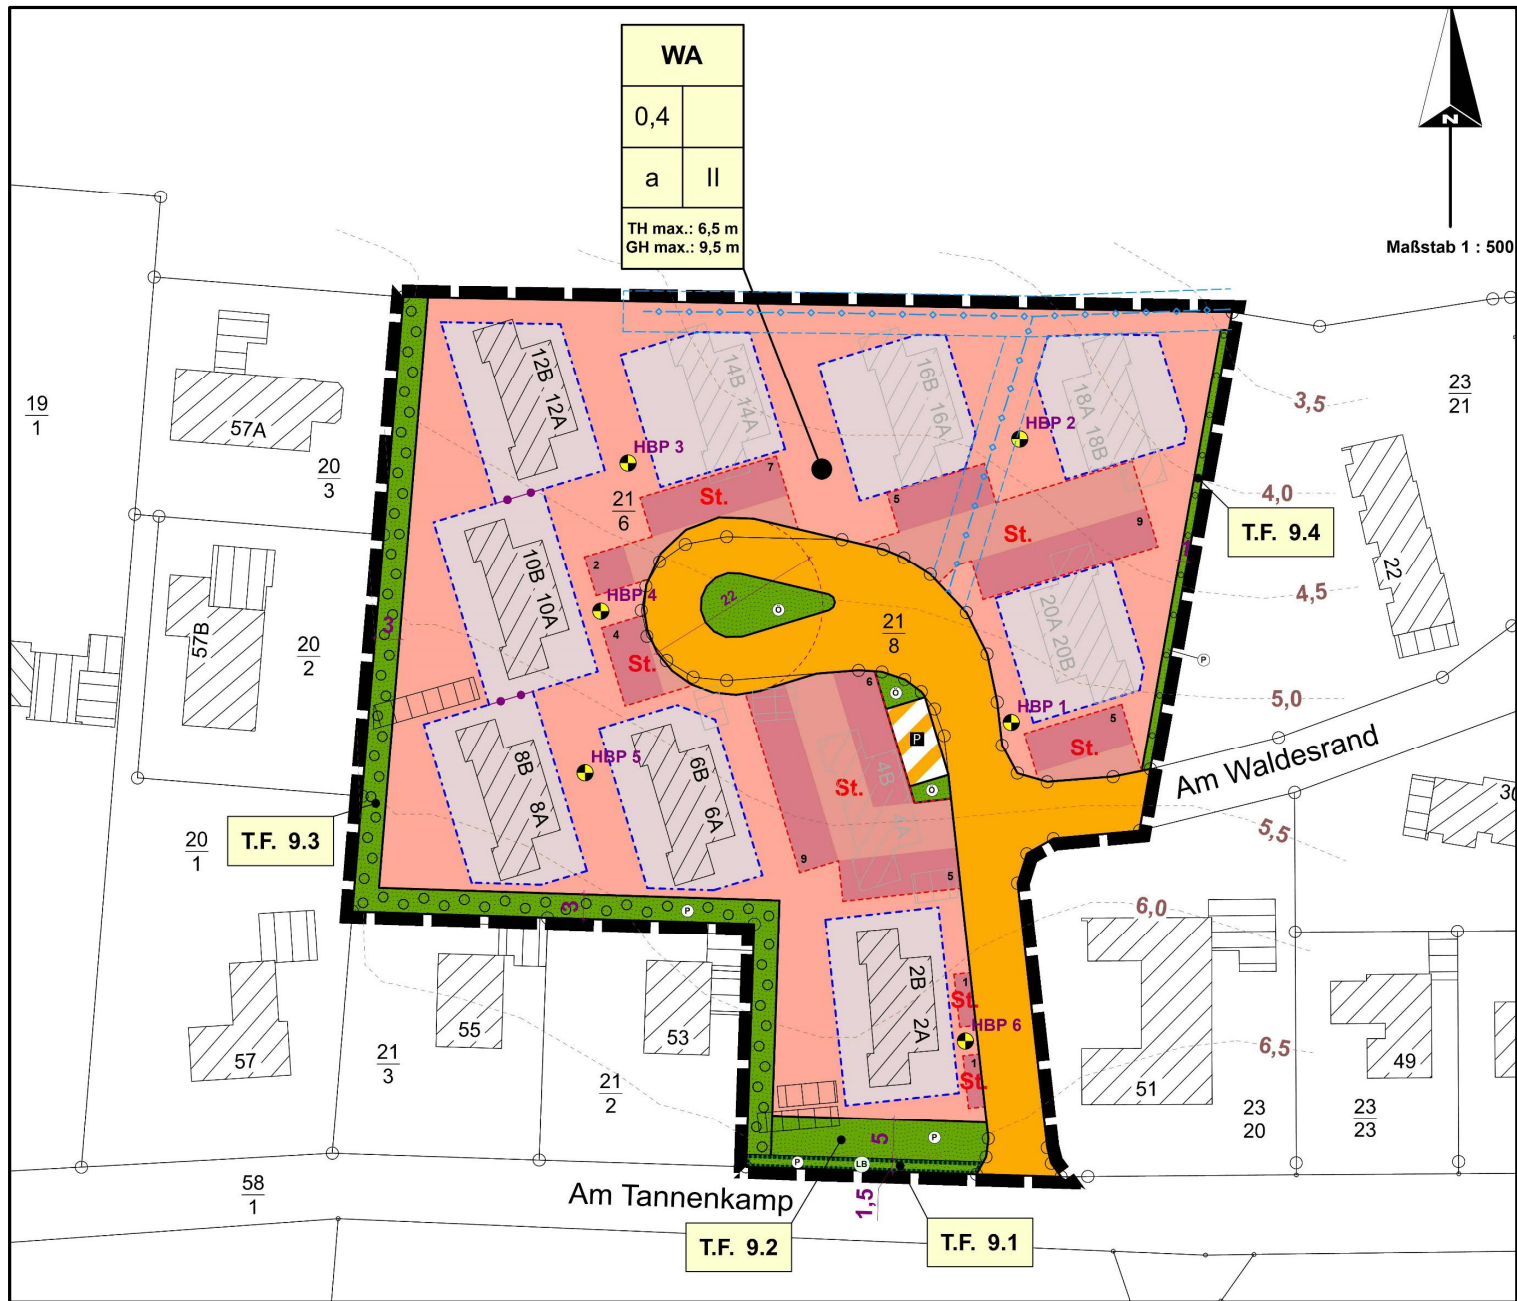 WA
0,4
a II
TH max.: 6,5 m
GH max.: 9,5 m
N
Maßstab 1 : 500
19
1
57A
20
3
12B 12A
14B 14A
16B 16A
18A 18B
HBP 3
HBP 2
3,5
23
21
4,0
T.F. 9.4
22
4,5
7
St.
5
9
St.
21
6
2
10B 10A
HBP 4
4
St.
22
Ö
21
8
20A 20B
1
P
57B
20
2
3
5,0
6
Ö
P
Ö
HBP 1
5
St.
Am Waldesrand
8B 8A
HBP 5
6B 6A
St.
4B 4A
9
5
5,5
30
T.F. 9.3
20
1
3
P
6,0
2B 2A
1
St.
HBP 6
1
St.
6,5
57
55
53
21
3
21
2
51
49
23
20
23
23
5
P
P
LB
1,5
58
1
Am Tannenkamp
T.F. 9.2
T.F. 9.1